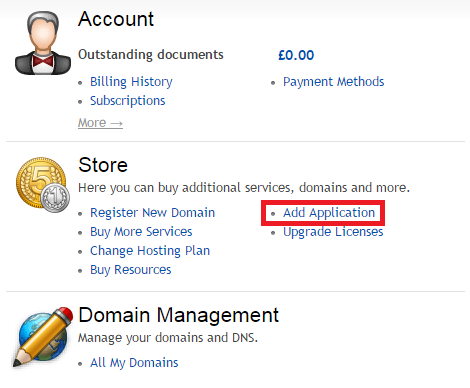 Account
Outstanding documents £0.00
Billing History Payment Methods
Subscriptions
More →
Store
Here you can buy additional services, domains and more.
Register New Domain Add Application
Buy More Services Upgrade Licenses
Change Hosting Plan
Buy Resources
Domain Management
Manage your domains and DNS.
All My Domains